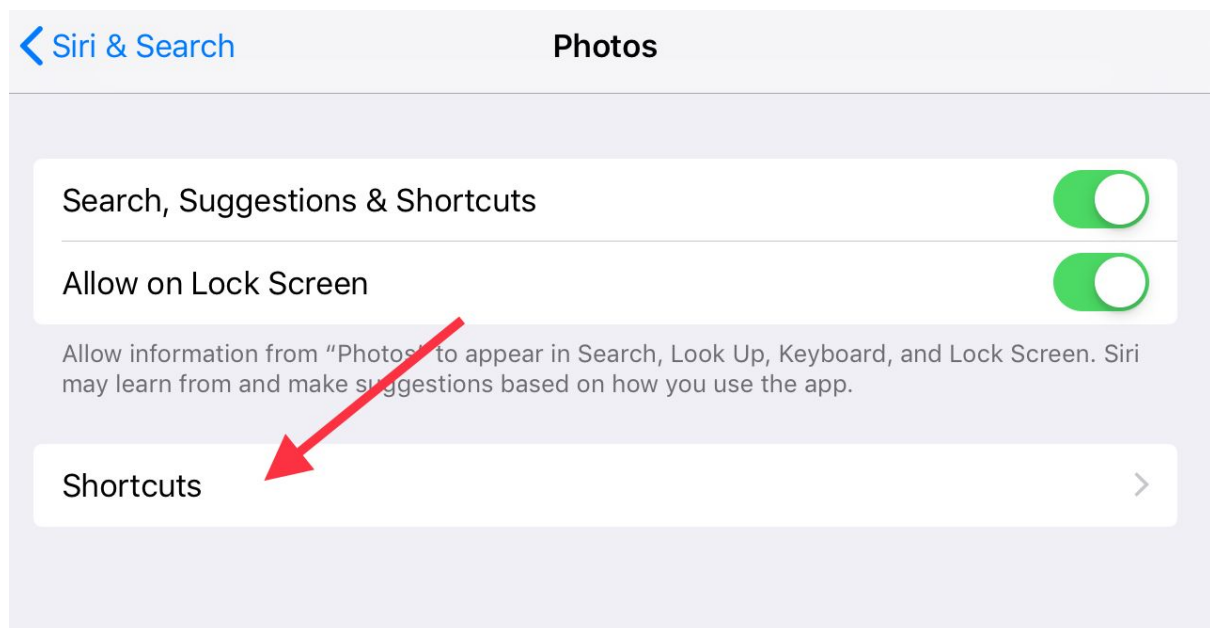 Siri & Search
Photos
Search, Suggestions & Shortcuts
Allow on Lock Screen
Allow information from “Photos” to appear in Search, Look Up, Keyboard, and Lock Screen. Siri
may learn from and make suggestions based on how you use the app.
Shortcuts